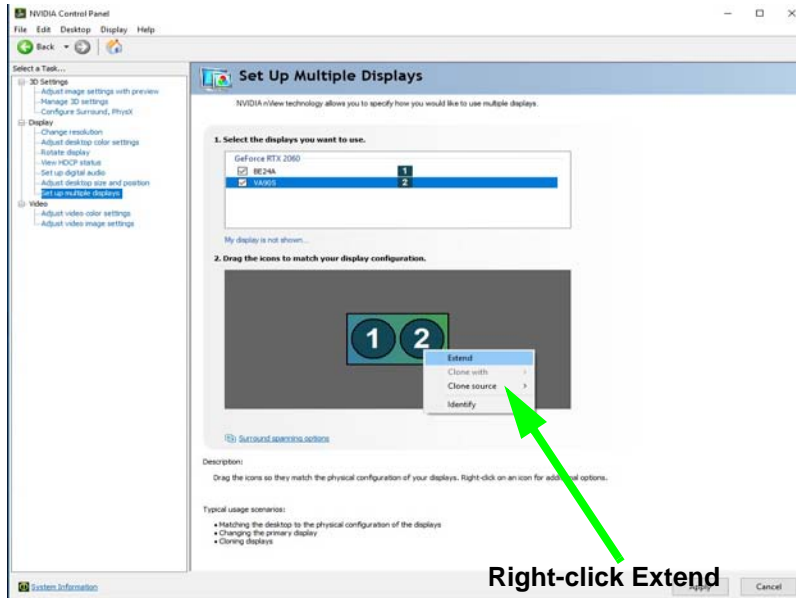 NVIDIA Control Panel
File Edit Desktop Display Help
Back
Select a Task...
3D Settings
Adjust image settings with preview
Manage 3D settings
Configure Surround, PhysX
Display
Change resolution
Adjust desktop color settings
Rotate display
View HDCP status
Set up digital audio
Adjust desktop size and position
Set up multiple displays
Video
Adjust video color settings
Adjust video image settings
Set Up Multiple Displays
NVIDIA nView technology allows you to specify how you would like to use multiple displays.
1. Select the displays you want to use.
GeForce RTX 2060
BE24A 1
VA905 2
My display is not shown...
2. Drag the icons to match your display configuration.
1 2
Extend
Clone with
Clone source
Identify
Surround spanning options
Description:
Drag the icons so they match the physical configuration of your displays. Right-click on an icon for additional options.
Typical usage scenarios:
• Matching the desktop to the physical configuration of the displays
• Changing the primary display
• Cloning displays
Right-click Extend
System Information
Apply Cancel